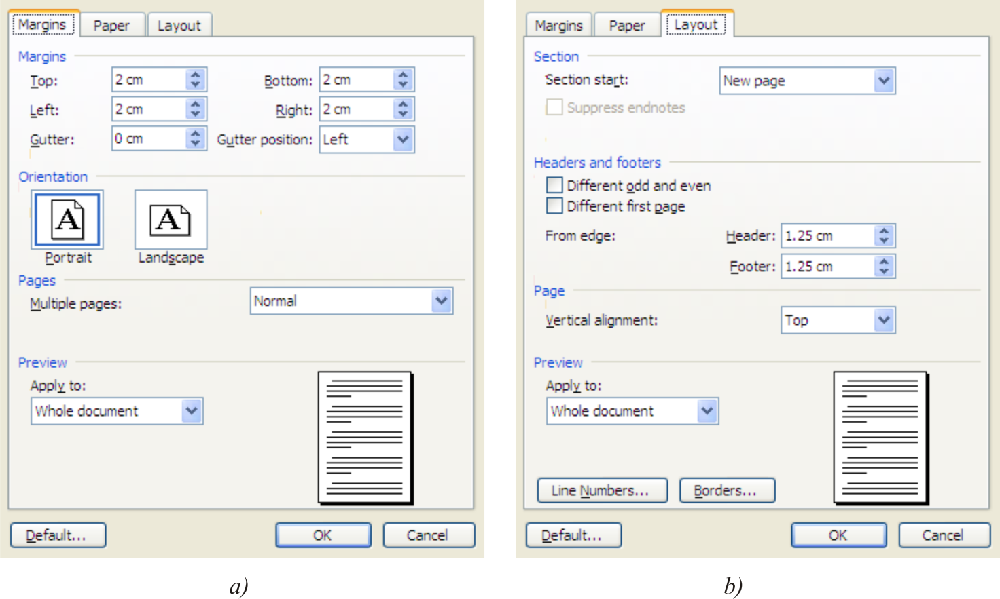 Margins Paper Layout
Margins
Top: 2 cm Bottom: 2 cm
Left: 2 cm Right: 2 cm
Gutter: 0 cm Gutter position: Left
Orientation
A A
Portrait Landscape
Pages
Multiple pages: Normal
Preview
Apply to:
Whole document
Default... OK Cancel
a)
Margins Paper Layout
Section
Section start: New page
Suppress endnotes
Headers and footers
Different odd and even
Different first page
From edge: Header: 1.25 cm
Footer: 1.25 cm
Page
Vertical alignment: Top
Preview
Apply to:
Whole document
Line Numbers... Borders...
Default... OK Cancel
b)